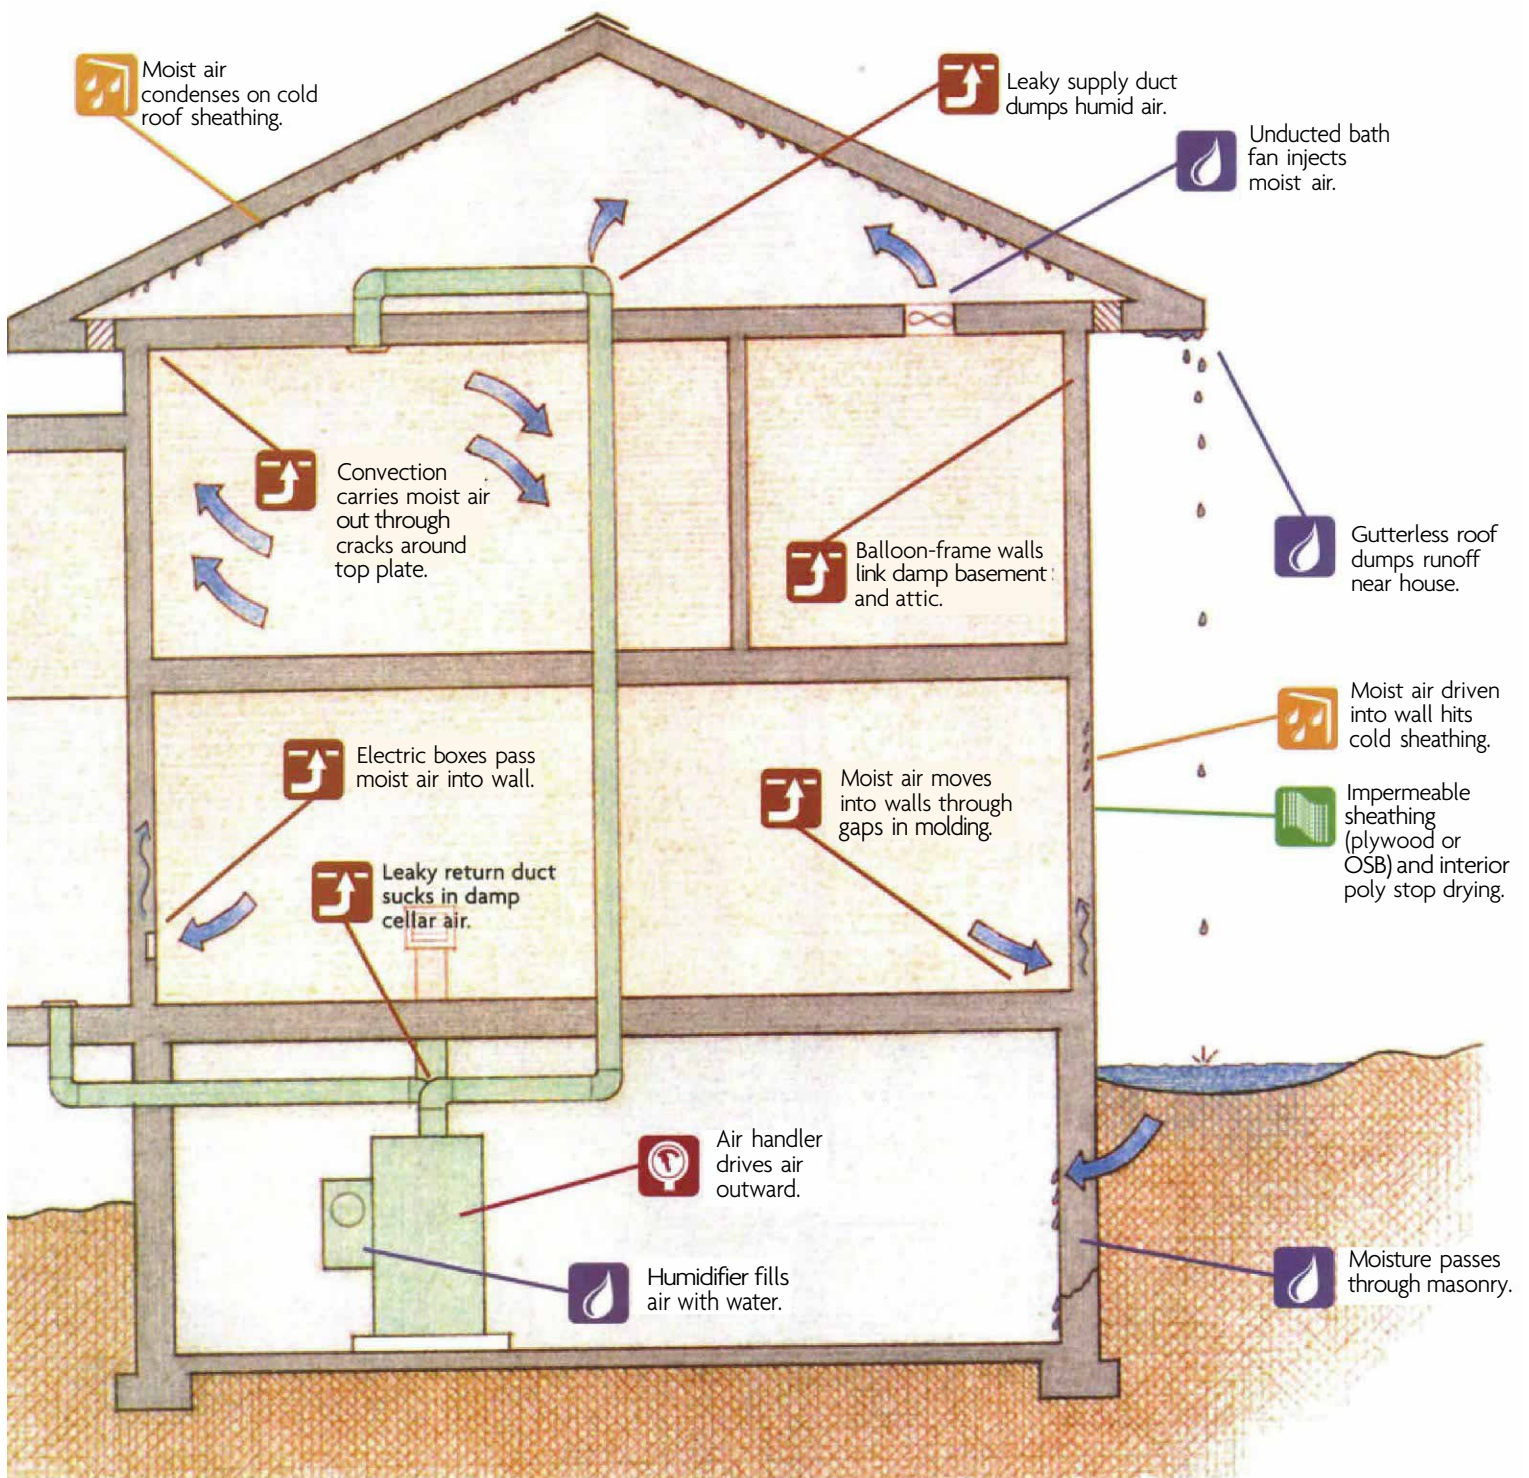 Moist air
condenses on cold
roof sheathing.
Leaky supply duct
dumps humid air.
Unducted bath
fan injects
moist air.
Convection
carries moist air
out through
cracks around
top plate.
Balloon-frame walls
link damp basement
and attic.
Gutterless roof
dumps runoff
near house.
Moist air driven
into wall hits
cold sheathing.
Electric boxes pass
moist air into wall.
Moist air moves
into walls through
gaps in molding.
Impermeable
sheathing
(plywood or
OSB) and interior
poly stop drying.
Leaky return duct
sucks in damp
cellar air.
Air handler
drives air
outward.
Humidifier fills
air with water.
Moisture passes
through masonry.